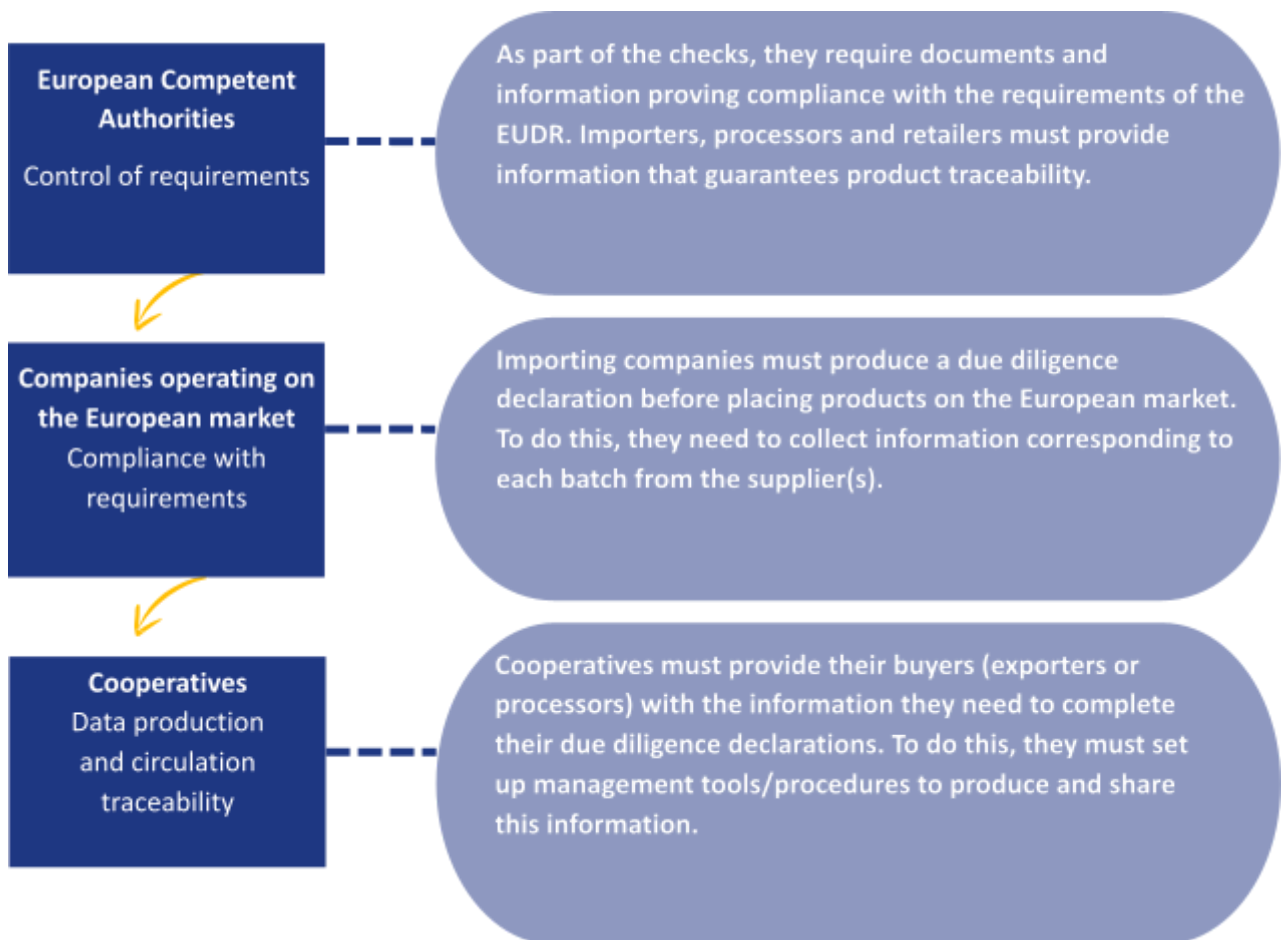 European Competent
Authorities
Control of requirements
As part of the checks, they require documents and
information proving compliance with the requirements of the
EUDR. Importers, processors and retailers must provide
information that guarantees product traceability.
Companies operating on
the European market
Compliance with
requirements
Importing companies must produce a due diligence
declaration before placing products on the European market.
To do this, they need to collect information corresponding to
each batch from the supplier(s).
Cooperatives
Data production
and circulation
traceability
Cooperatives must provide their buyers (exporters or
processors) with the information they need to complete
their due diligence declarations. To do this, they must set
up management tools/procedures to produce and share
this information.